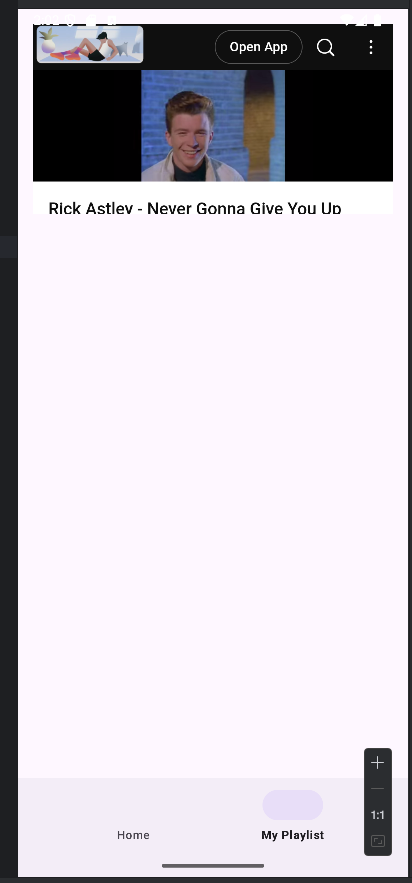 Open App
Rick Astley - Never Gonna Give You Up
Home
My Playlist
1:1